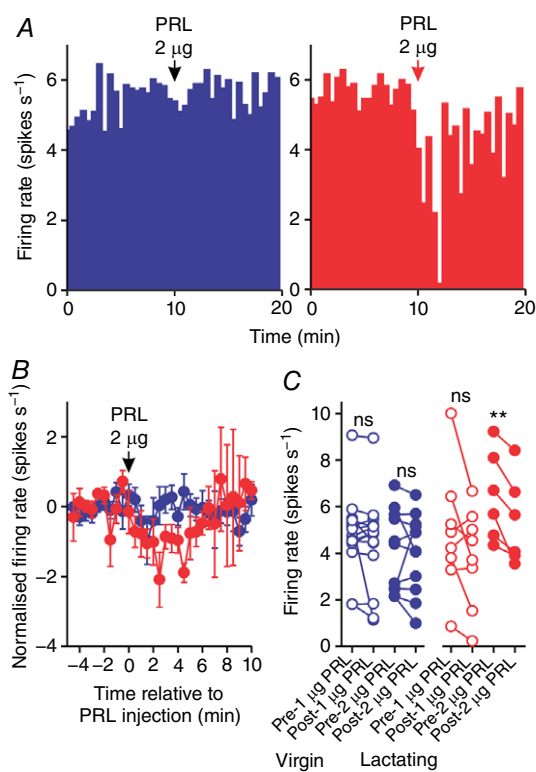 A
PRL
2 µg
PRL
2 µg
Firing rate (spikes s⁻¹)
6
4
2
0
0
10
20
0
10
20
Time (min)
B
C
Normalised firing rate (spikes s⁻¹)
PRL
2 µg
2
0
−2
−4
−4
−2
0
2
4
6
8
10
Time relative to
PRL injection (min)
Firing rate (spikes s⁻¹)
10
8
6
4
2
0
ns
ns
ns
**
Pre-1 µg PRL
Post-1 µg PRL
Pre-2 µg PRL
Post-2 µg PRL
Pre-1 µg PRL
Post-1 µg PRL
Pre-2 µg PRL
Post-2 µg PRL
Virgin
Lactating